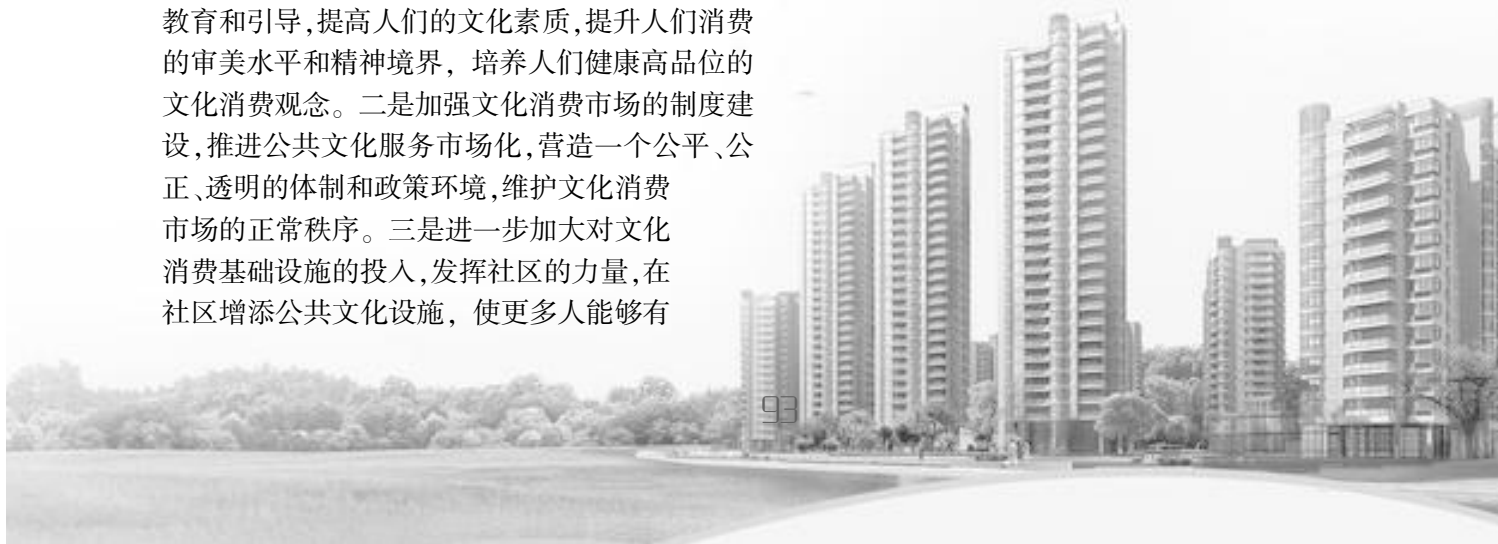 教育和引导,提高人们的文化素质,提升人们消费
的审美水平和精神境界，培养人们健康高品位的
文化消费观念。二是加强文化消费市场的制度建
设,推进公共文化服务市场化,营造一个公平、公
正、透明的体制和政策环境,维护文化消费
市场的正常秩序。三是进一步加大对文化
消费基础设施的投入,发挥社区的力量,在
社区增添公共文化设施，使更多人能够有
93